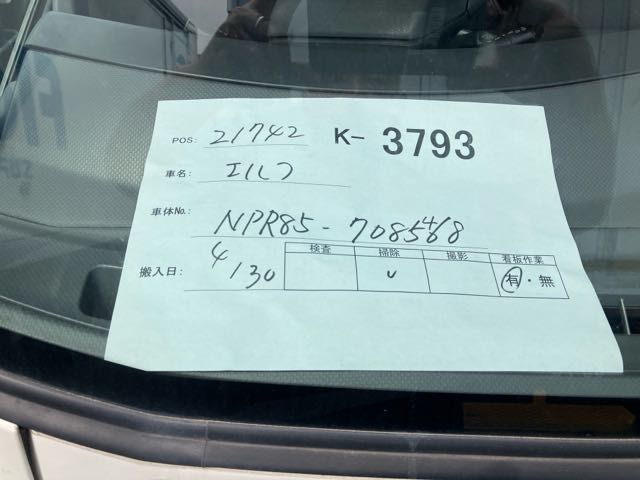 POS: 21742 K- 3793
車名: エルフ
車体No. NPR85-7085468
搬入日: 4/30
検査 掃除 撮影 看板作業
レ 有・無